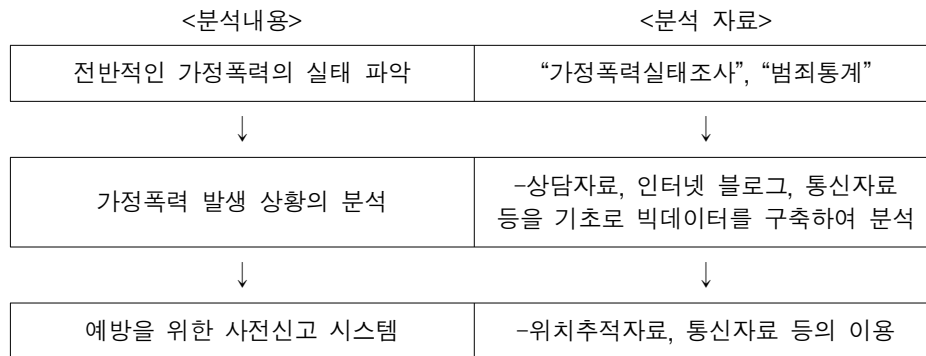 <분석내용> <분석 자료>
전반적인 가정폭력의 실태 파악 “가정폭력실태조사”, “범죄통계”
↓ ↓
가정폭력 발생 상황의 분석
-상담자료, 인터넷 블로그, 통신자료
등을 기초로 빅데이터를 구축하여 분석
↓ ↓
예방을 위한 사전신고 시스템 -위치추적자료, 통신자료 등의 이용